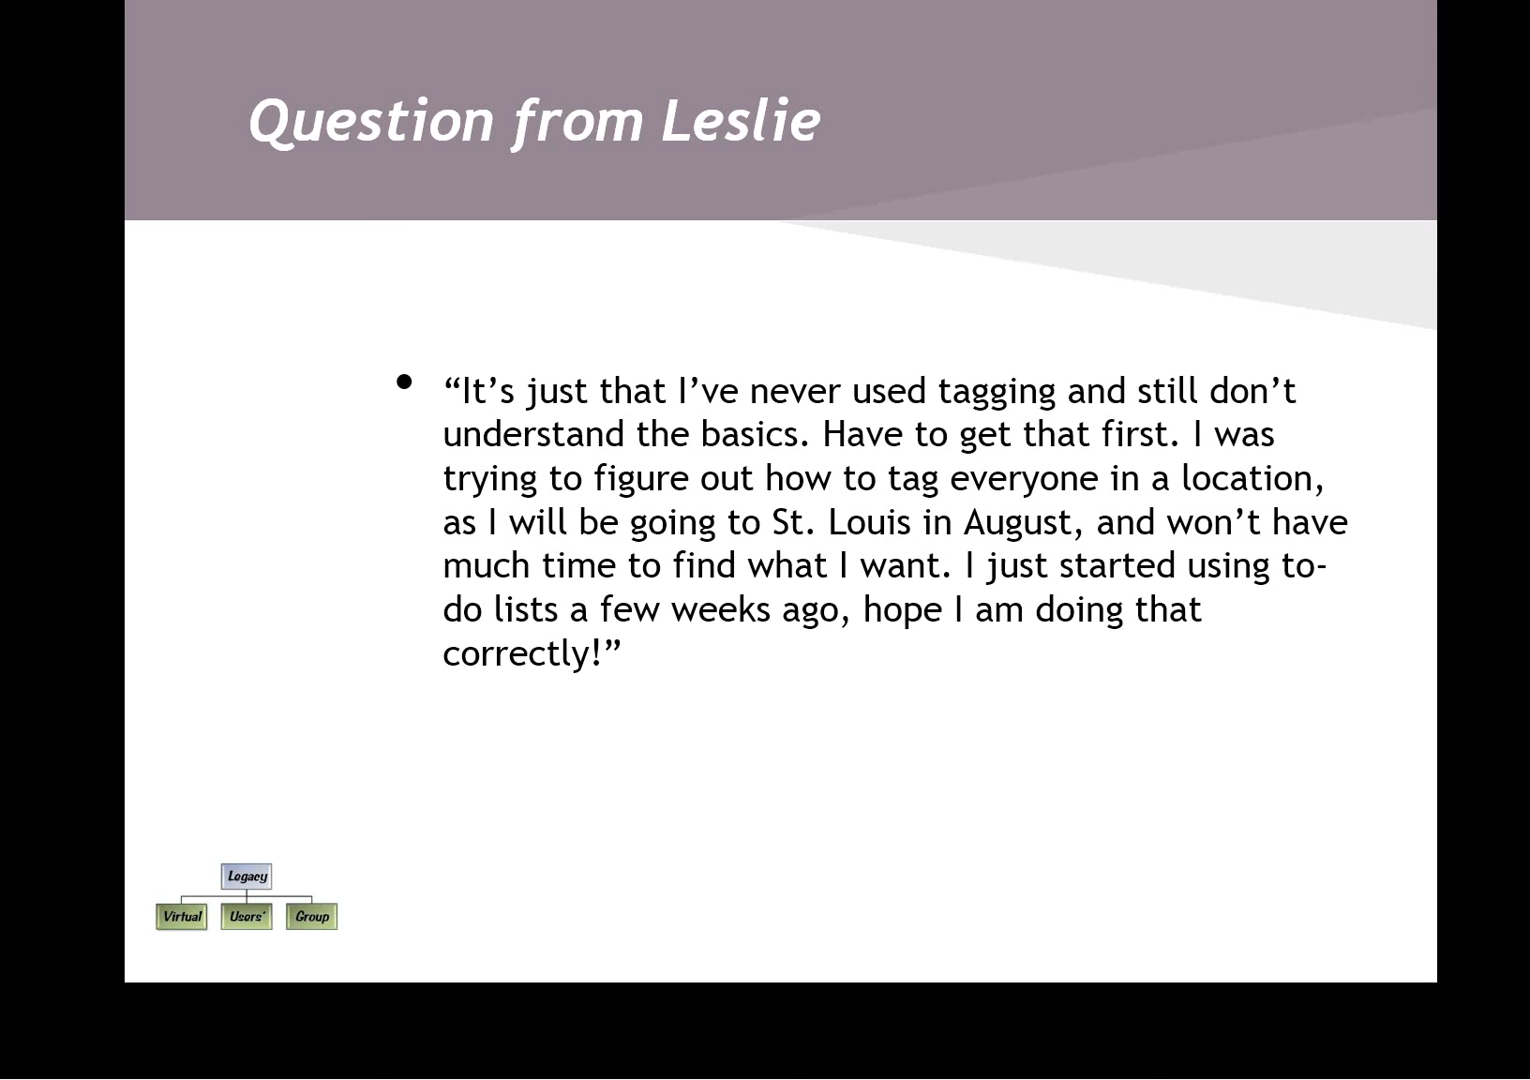 Question from Leslie
• “It’s just that I’ve never used tagging and still don’t
understand the basics. Have to get that first. I was
trying to figure out how to tag everyone in a location,
as I will be going to St. Louis in August, and won’t have
much time to find what I want. I just started using to-
do lists a few weeks ago, hope I am doing that
correctly!”
Legacy
Virtual Users’ Group